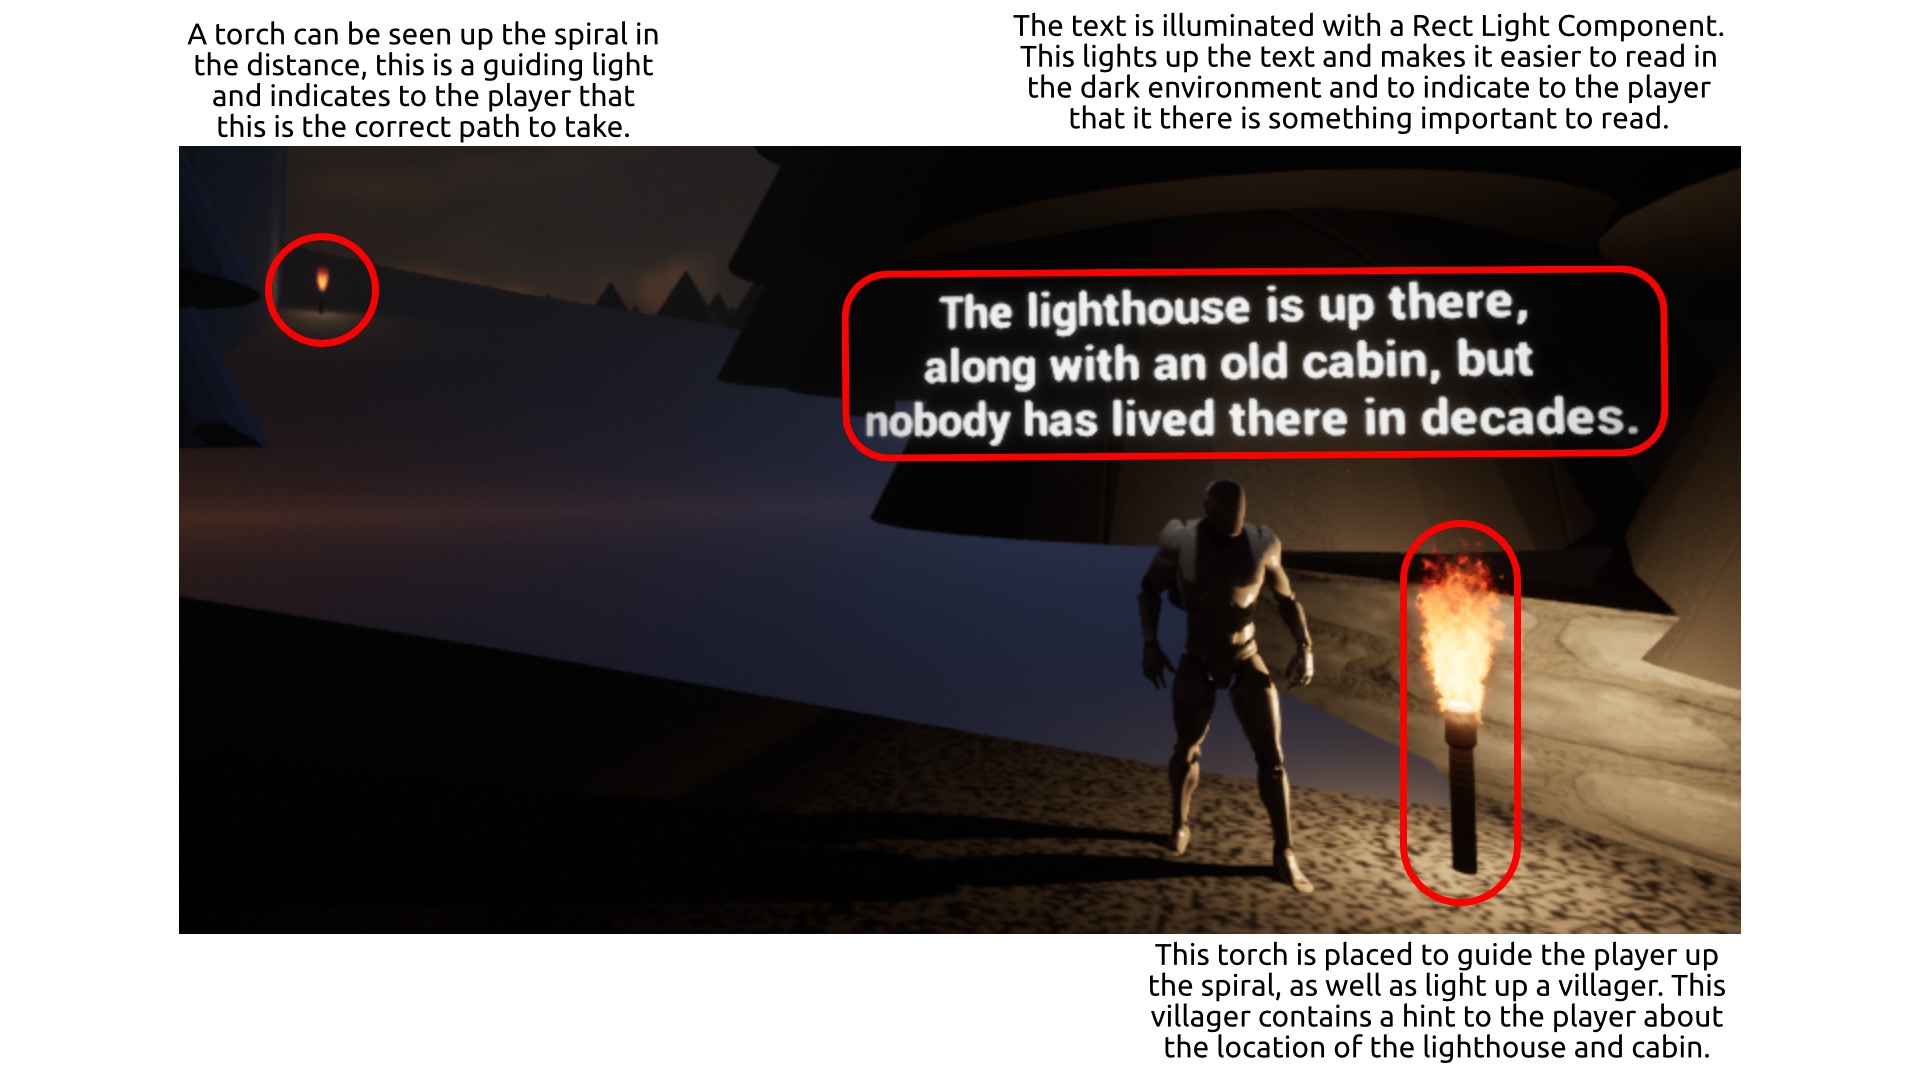 A torch can be seen up the spiral in
the distance, this is a guiding light
and indicates to the player that
this is the correct path to take.
The text is illuminated with a Rect Light Component.
This lights up the text and makes it easier to read in
the dark environment and to indicate to the player
that it there is something important to read.
The lighthouse is up there,
along with an old cabin, but
nobody has lived there in decades.
This torch is placed to guide the player up
the spiral, as well as light up a villager. This
villager contains a hint to the player about
the location of the lighthouse and cabin.